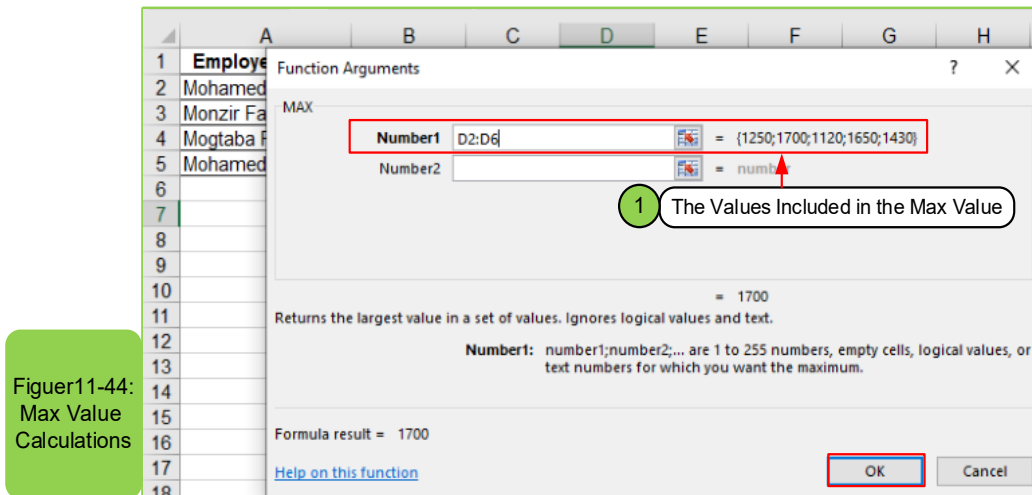 A B C D E F G H
1 Employe
2 Mohamed
3 Monzir Fa
4 Mogtaba
5 Mohamed
6
7
8
9
10
11
12
13
14
15
16
17
18
Function Arguments ? ×
MAX
Number1 D2:D6 = {1250;1700;1120;1650;1430}
Number2 =
1 The Values Included in the Max Value
= 1700
Returns the largest value in a set of values. Ignores logical values and text.
Number1: number1;number2;... are 1 to 255 numbers, empty cells, logical values, or
text numbers for which you want the maximum.
Formula result = 1700
Help on this function OK Cancel
Figuer11-44:
Max Value
Calculations